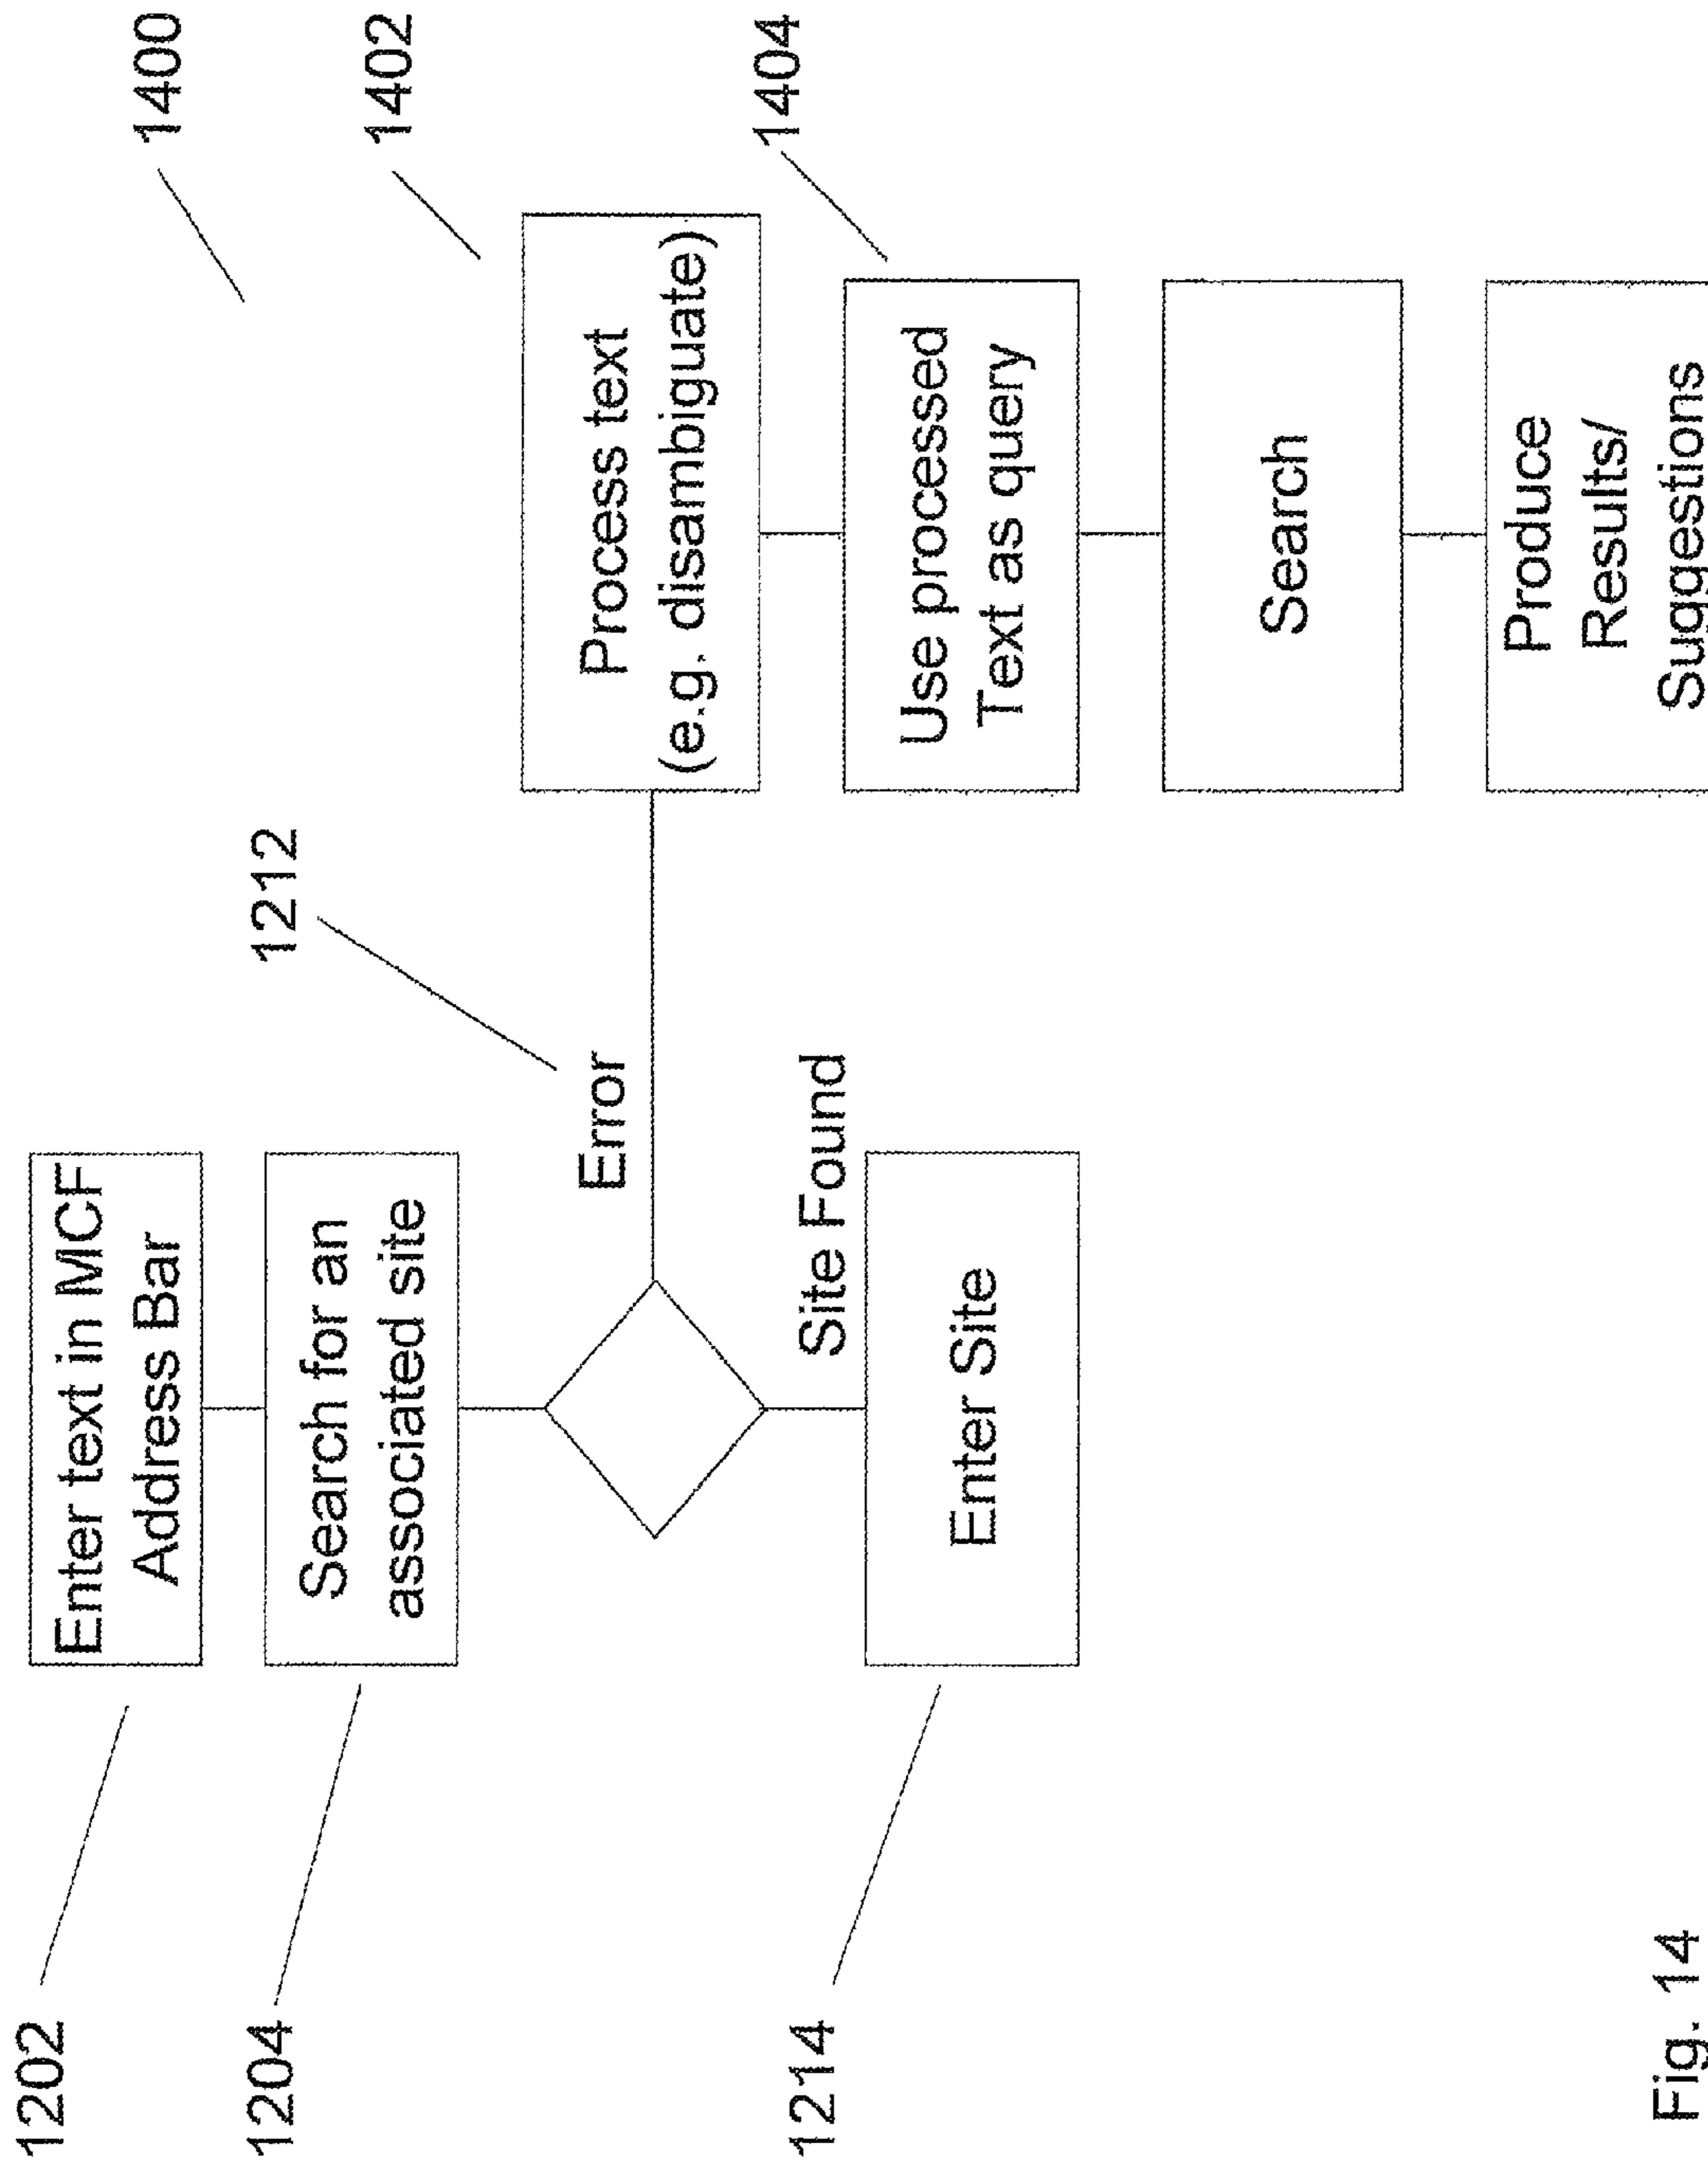 1202
Enter text in MCF
Address Bar
1204
Search for an
associated site
1212
Error
Site Found
1214
Enter Site
1400
1402
Process text
(e.g. disambiguate)
1404
Use processed
Text as query
Search
Produce
Results/
Suggestions
Fig. 14